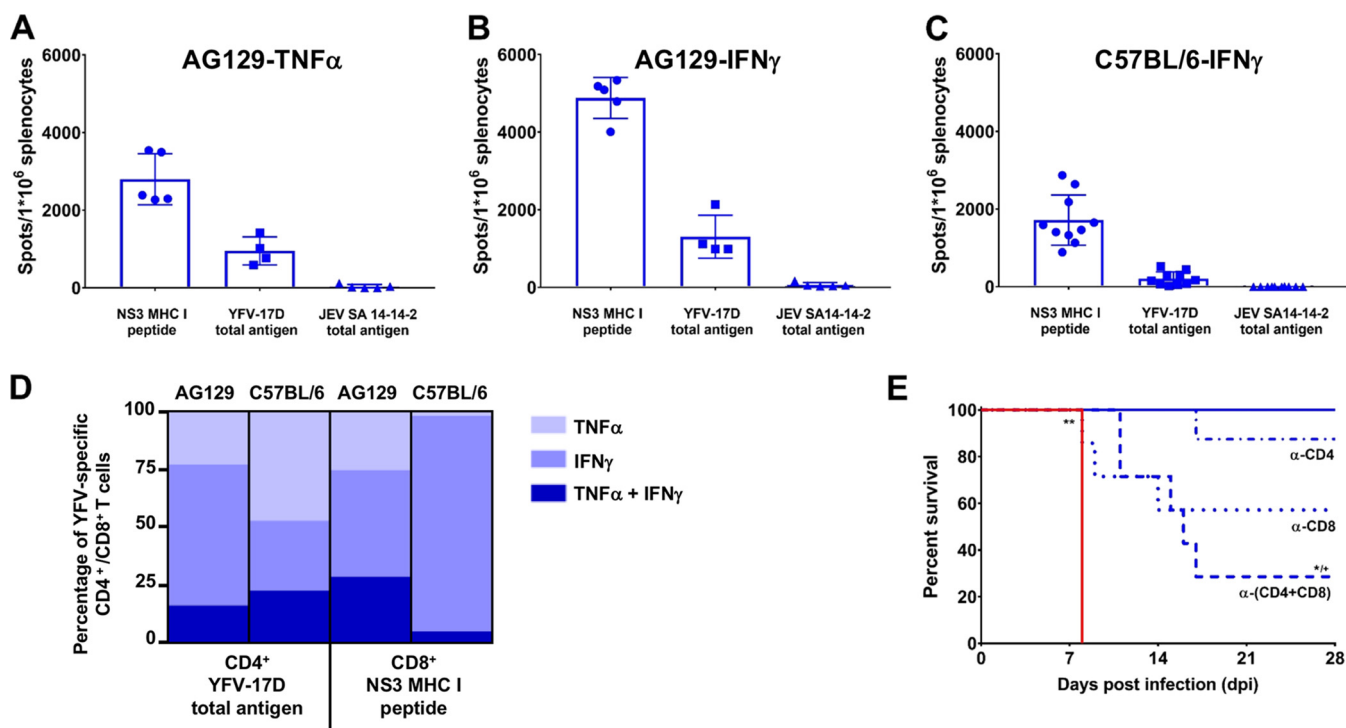 A
AG129-TNFα
Spots/1*10⁶ splenocytes
6000
4000
2000
0
NS3 MHC I
peptide
YFV-17D
total antigen
JEV SA 14-14-2
total antigen
B
AG129-IFNγ
Spots/1*10⁶ splenocytes
6000
4000
2000
0
NS3 MHC I
peptide
YFV-17D
total antigen
JEV SA14-14-2
total antigen
C
C57BL/6-IFNγ
Spots/1*10⁶ splenocytes
6000
4000
2000
0
NS3 MHC I
peptide
YFV-17D
total antigen
JEV SA14-14-2
total antigen
D
AG129 C57BL/6 AG129 C57BL/6
Percentage of YFV-specific
CD4⁺/CD8⁺ T cells
100
75
50
25
0
CD4⁺
YFV-17D
total antigen
CD8⁺
NS3 MHC I
peptide
TNFα
IFNγ
TNFα + IFNγ
E
Percent survival
100
80
60
40
20
0
**
α-CD4
α-CD8
*/+
α-(CD4+CD8)
0 7 14 21 28
Days post infection (dpi)